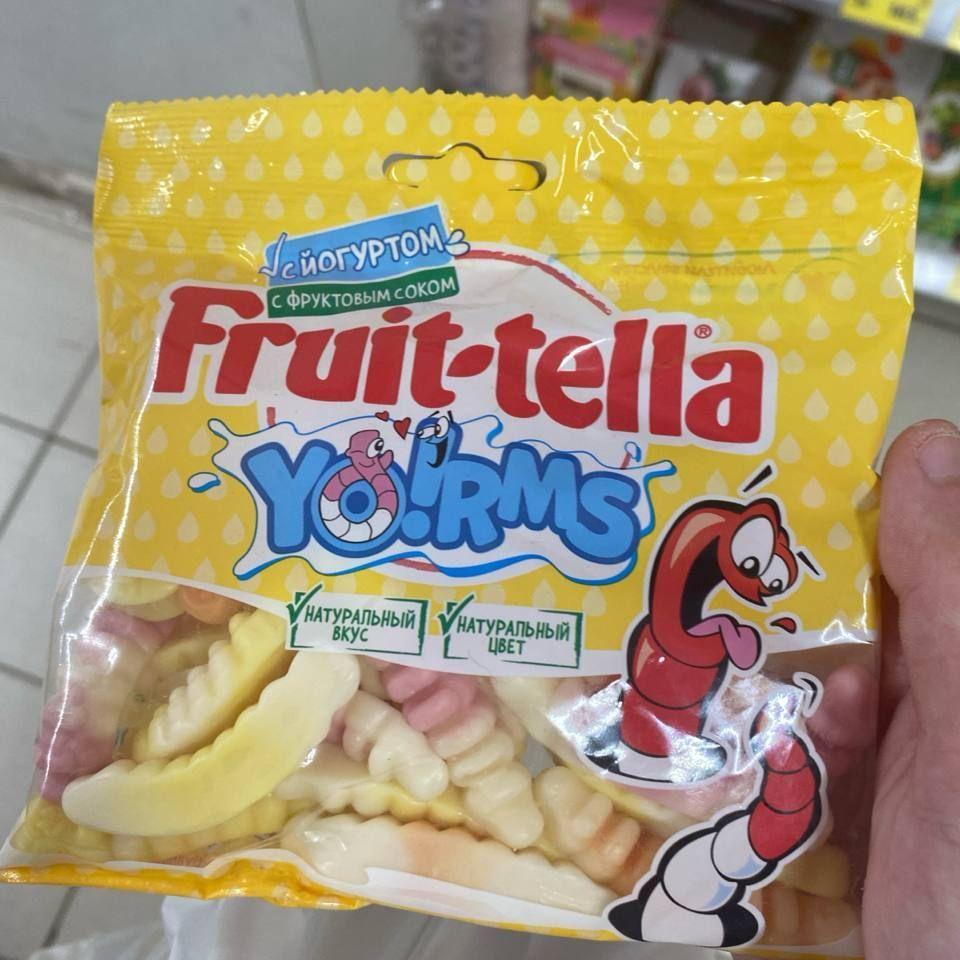 с йогуртом
с фруктовым соком
Fruit-tella®
YO!RMS
НАТУРАЛЬНЫЙ
ВКУС
НАТУРАЛЬНЫЙ
ЦВЕТ